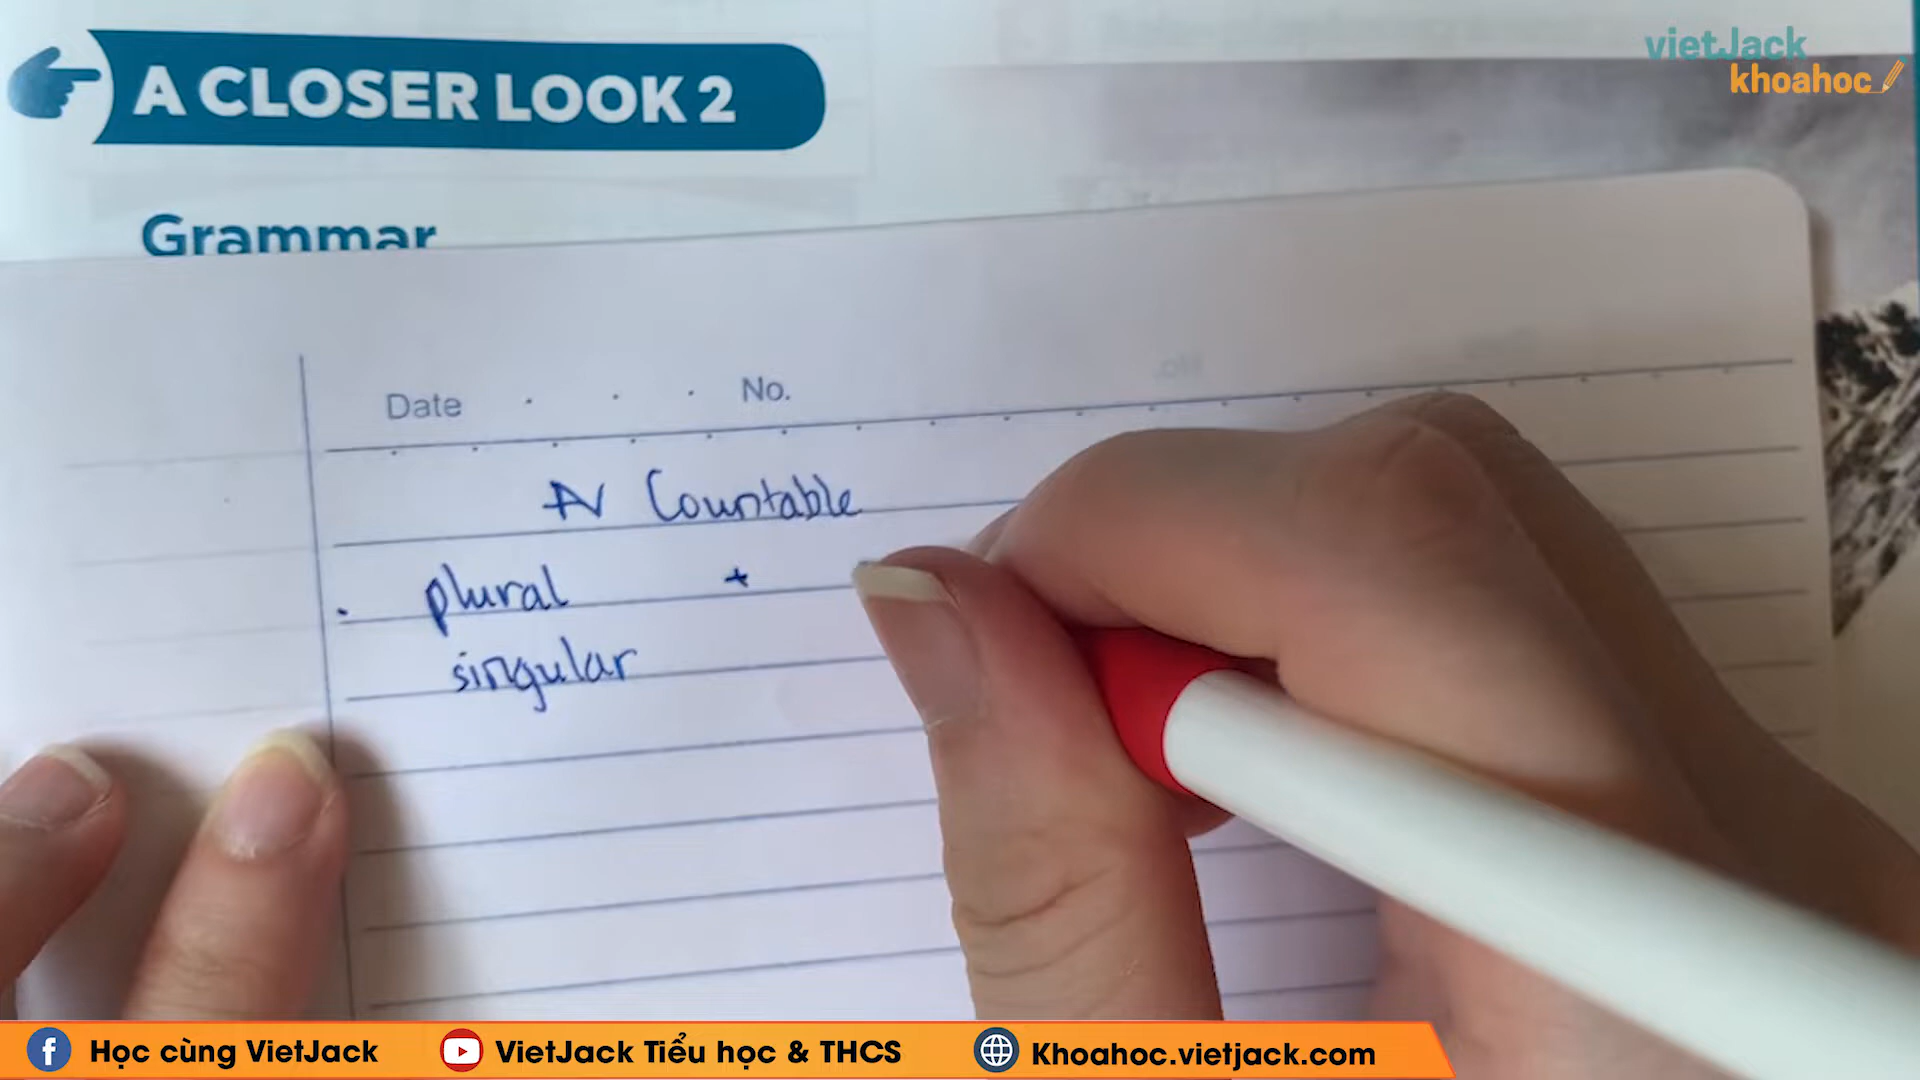 A CLOSER LOOK 2
vietJack
khoahoc
Grammar
Date No.
N Countable
plural +
singular
Học cùng VietJack
VietJack Tiểu học & THCS
Khoahoc.vietjack.com